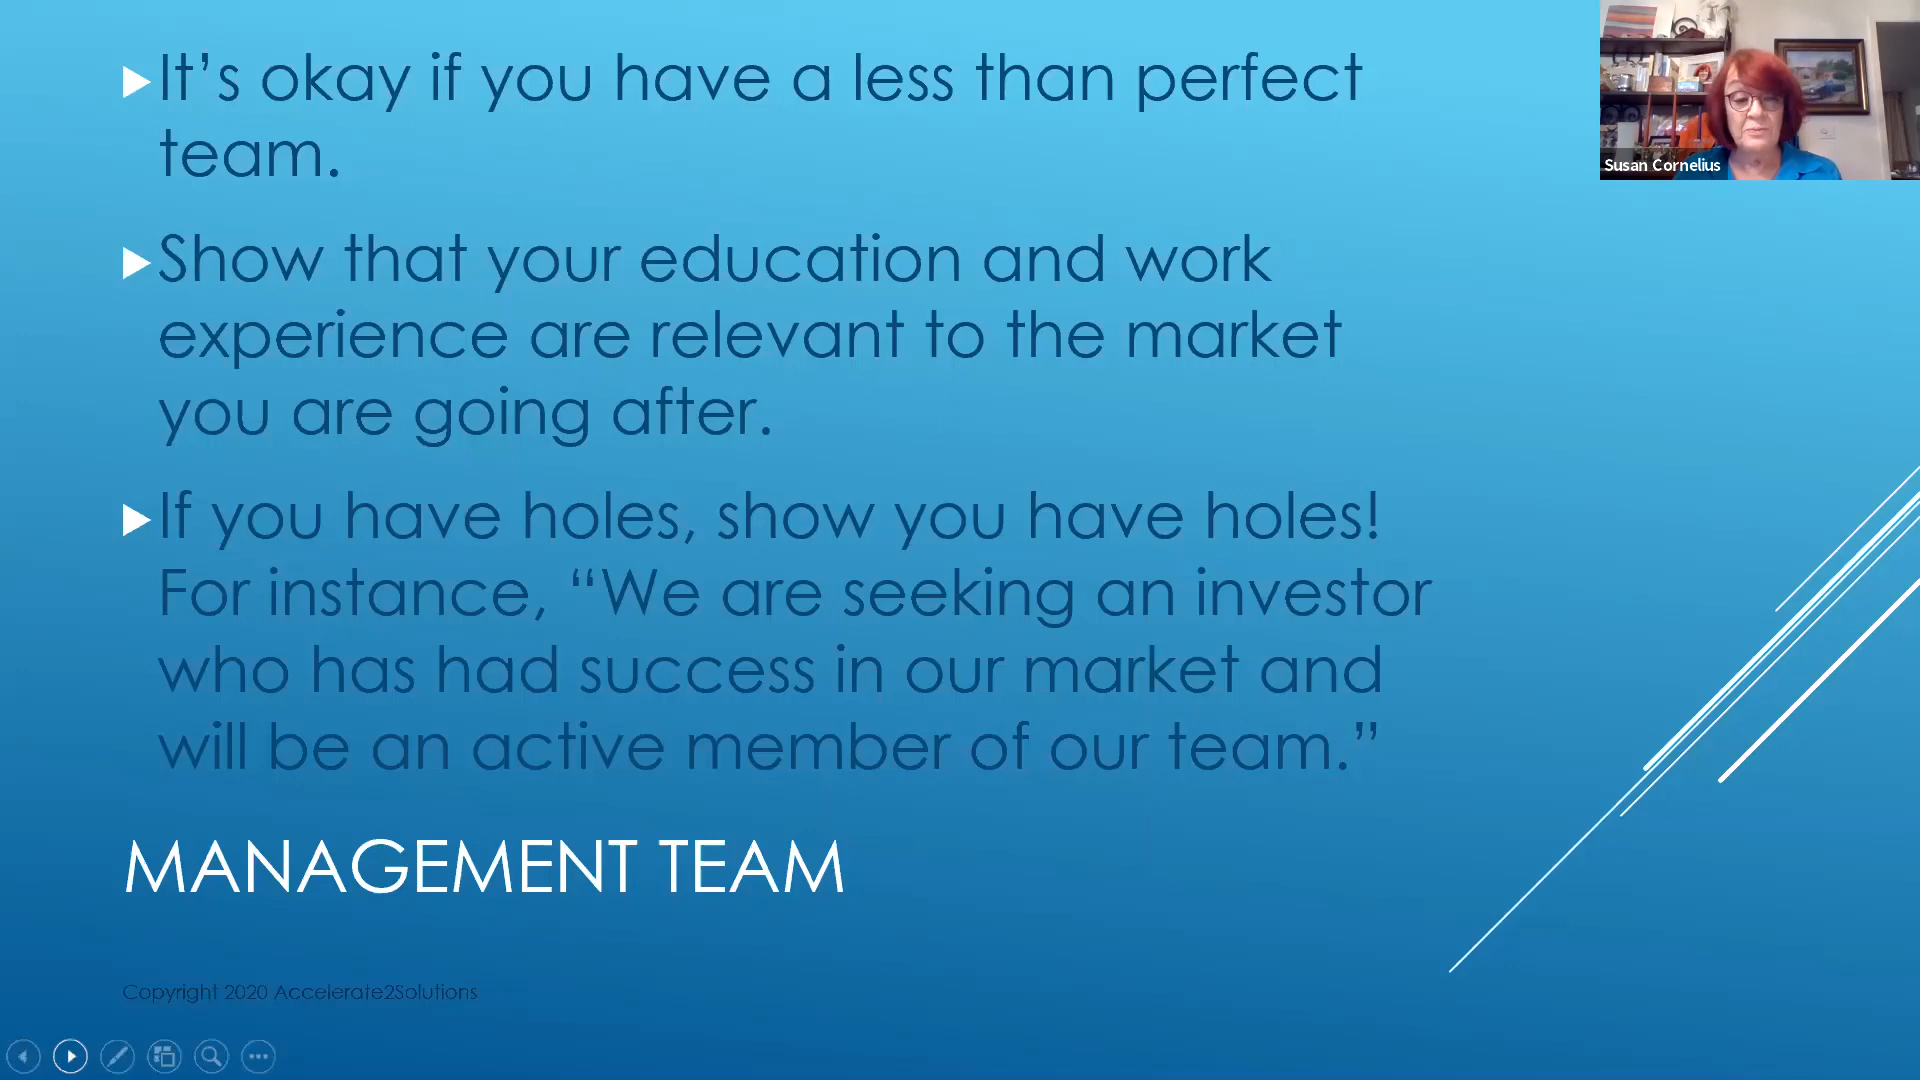 It’s okay if you have a less than perfect
team.
Show that your education and work
experience are relevant to the market
you are going after.
If you have holes, show you have holes!
For instance, “We are seeking an investor
who has had success in our market and
will be an active member of our team.”
MANAGEMENT TEAM
Copyright 2020 Accelerate2Solutions
Susan Cornelius